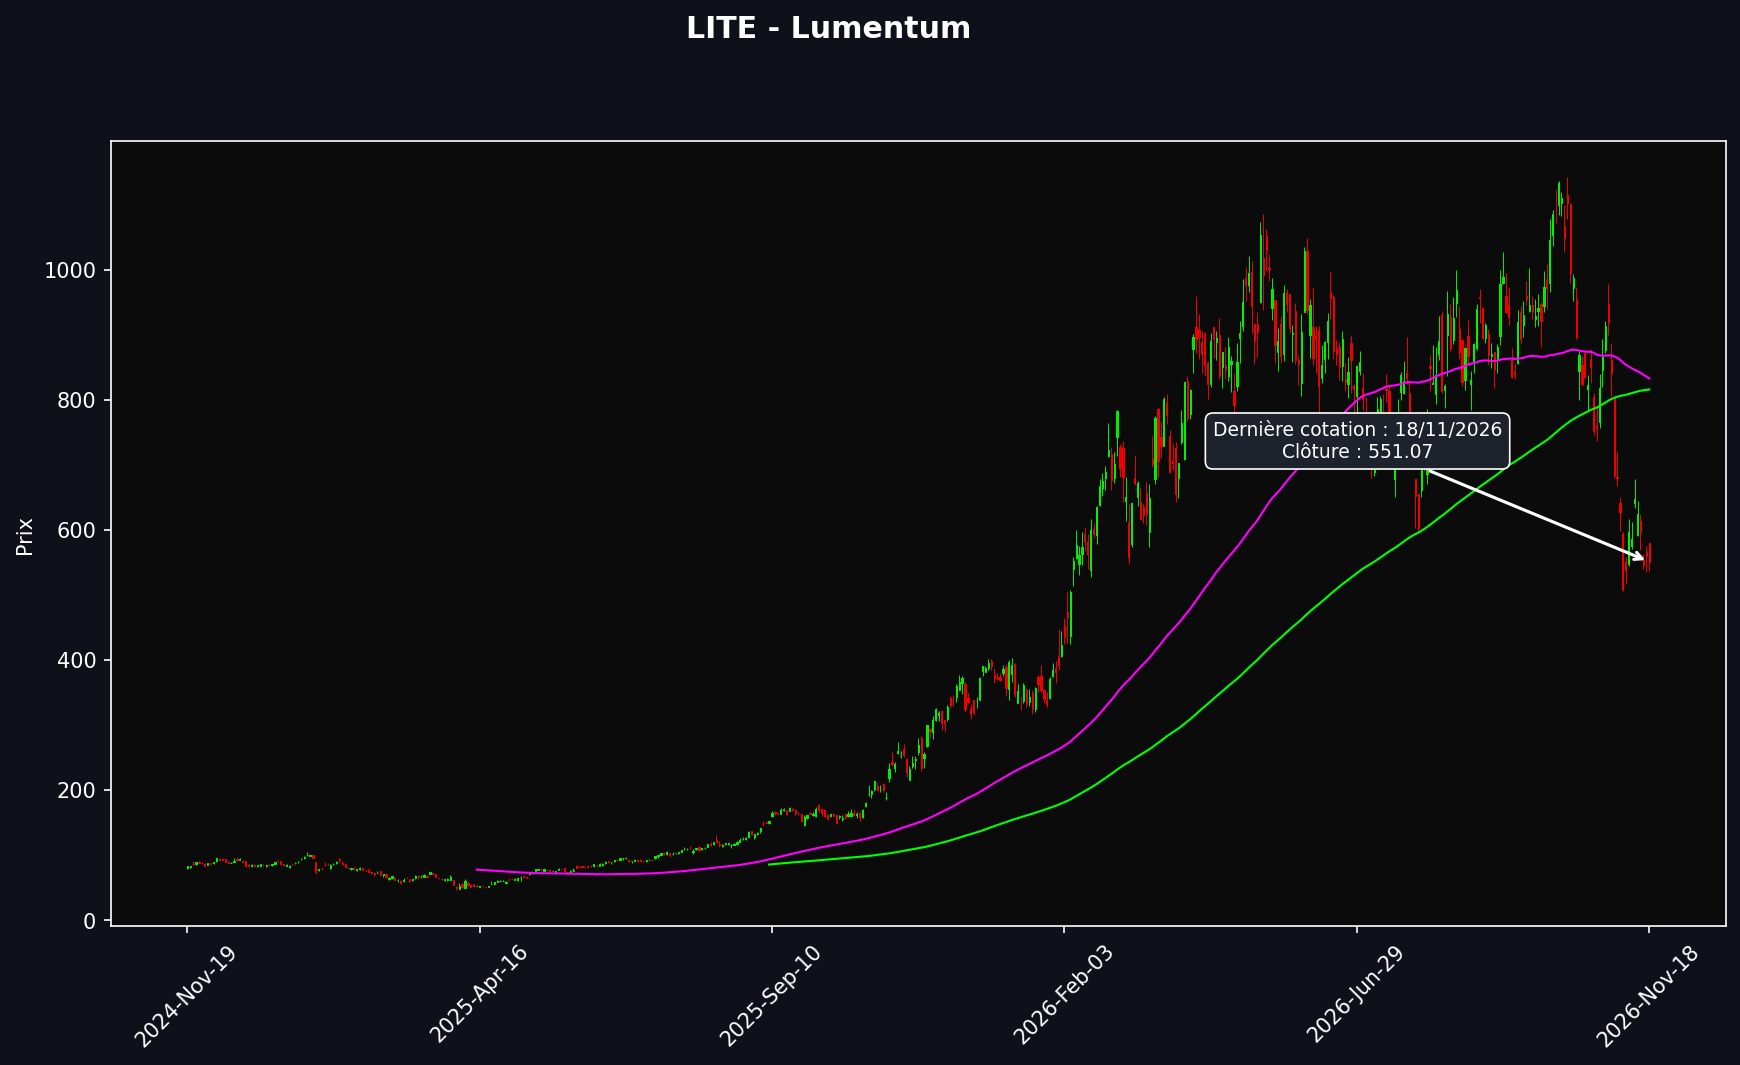 LITE - Lumentum
1000
800
600
400
200
0
Prix
Dernière cotation : 18/11/2026
Clôture : 551.07
2024-Nov-19
2025-Apr-16
2025-Sep-10
2026-Feb-03
2026-Jun-29
2026-Nov-18